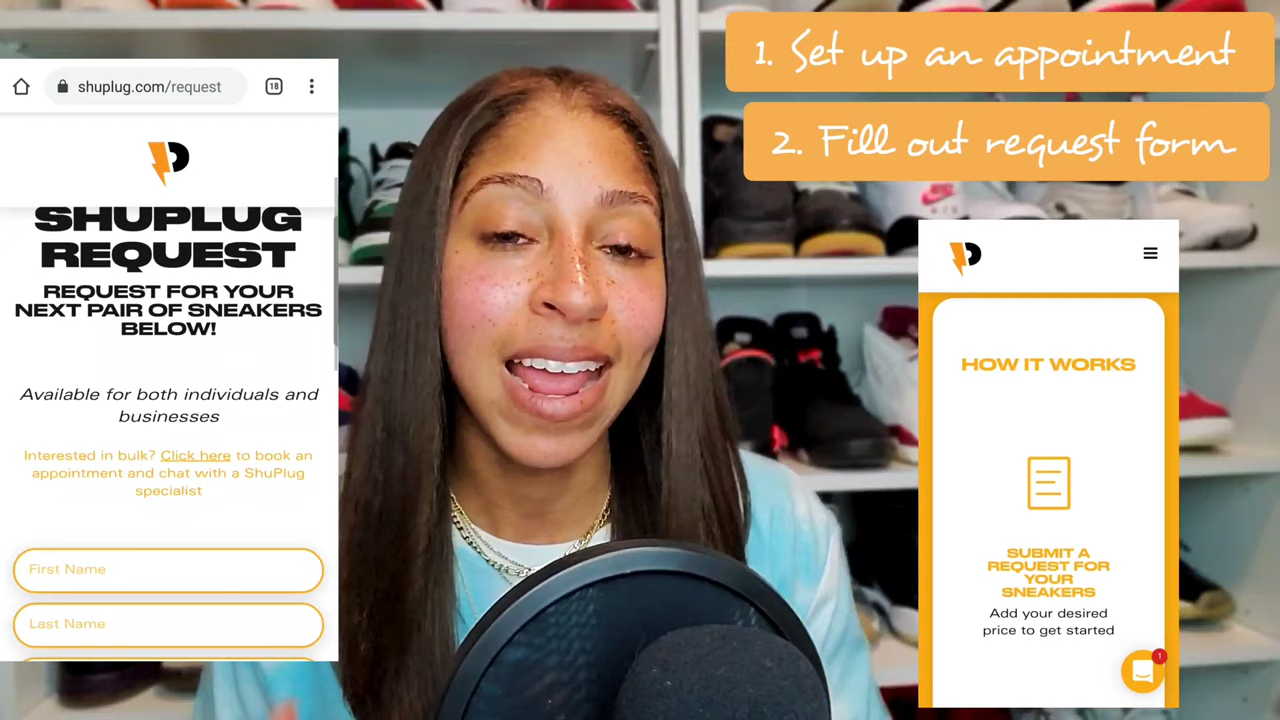 1. Set up an appointment
2. Fill out request form
shuplug.com/request
18
SHUPLUG
REQUEST
REQUEST FOR YOUR
NEXT PAIR OF SNEAKERS
BELOW!
Available for both individuals and
businesses
Interested in bulk? Click here to book an
appointment and chat with a ShuPlug
specialist
First Name
Last Name
HOW IT WORKS
SUBMIT A
REQUEST FOR
YOUR
SNEAKERS
Add your desired
price to get started
1